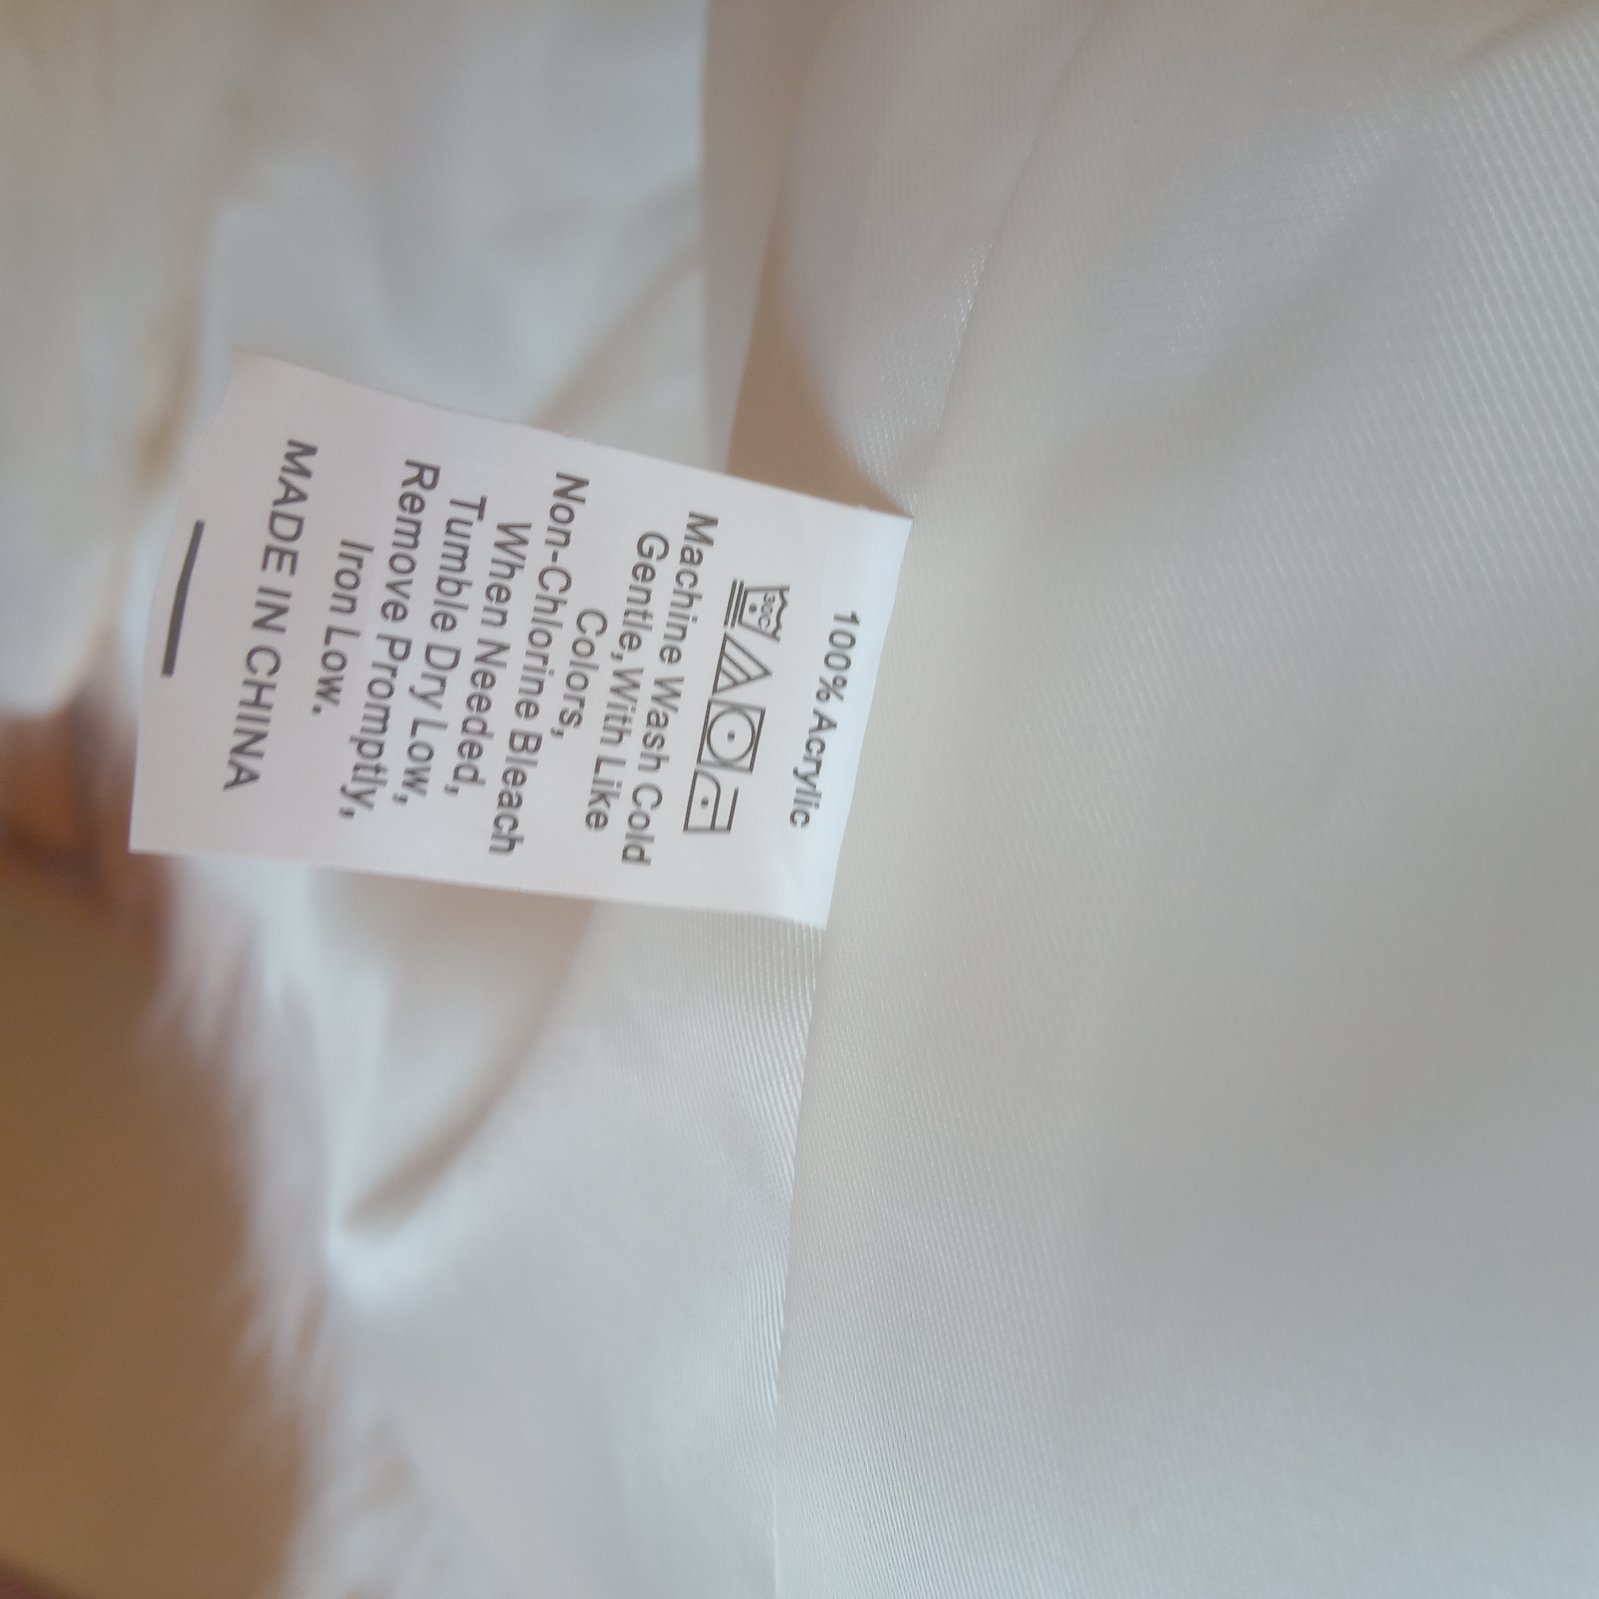 100% Acrylic
30C
Machine Wash Cold
Gentle, With Like
Colors,
Non-Chlorine Bleach
When Needed,
Tumble Dry Low,
Remove Promptly,
Iron Low.
MADE IN CHINA